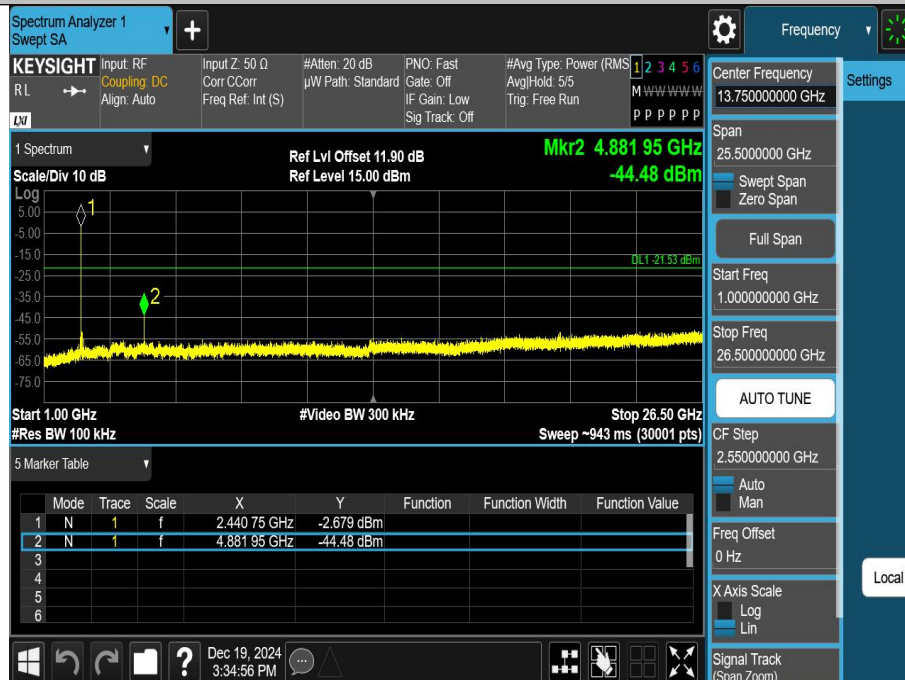 Spectrum Analyzer 1
Swept SA
+
Frequency
KEYSIGHT
RL
LXI
Input: RF
Coupling: DC
Align: Auto
Input Z: 50 Ω
Corr CCorr
Freq Ref: Int (S)
#Atten: 20 dB
µW Path: Standard
PNO: Fast
Gate: Off
IF Gain: Low
Sig Track: Off
#Avg Type: Power (RMS
Avg|Hold: 5/5
Trig: Free Run
1 2 3 4 5 6
M W W W W W
P P P P P P
1 Spectrum
Scale/Div 10 dB
Log
Ref Lvl Offset 11.90 dB
Ref Level 15.00 dBm
Mkr2 4.881 95 GHz
-44.48 dBm
5.00
-5.00
-15.0
-25.0
-35.0
-45.0
-55.0
-65.0
-75.0
1
2
DL1 -21.53 dBm
Start 1.00 GHz
#Res BW 100 kHz
#Video BW 300 kHz
Stop 26.50 GHz
Sweep ~943 ms (30001 pts)
5 Marker Table
Mode Trace Scale X Y Function Function Width Function Value
1 N 1 f 2.440 75 GHz -2.679 dBm
2 N 1 f 4.881 95 GHz -44.48 dBm
3
4
5
6
?
Dec 19, 2024
3:34:56 PM
Center Frequency
13.750000000 GHz
Span
25.5000000 GHz
Swept Span
Zero Span
Full Span
Start Freq
1.000000000 GHz
Stop Freq
26.500000000 GHz
AUTO TUNE
CF Step
2.550000000 GHz
Auto
Man
Freq Offset
0 Hz
X Axis Scale
Log
Lin
Signal Track
(Span Zoom)
Settings
Local